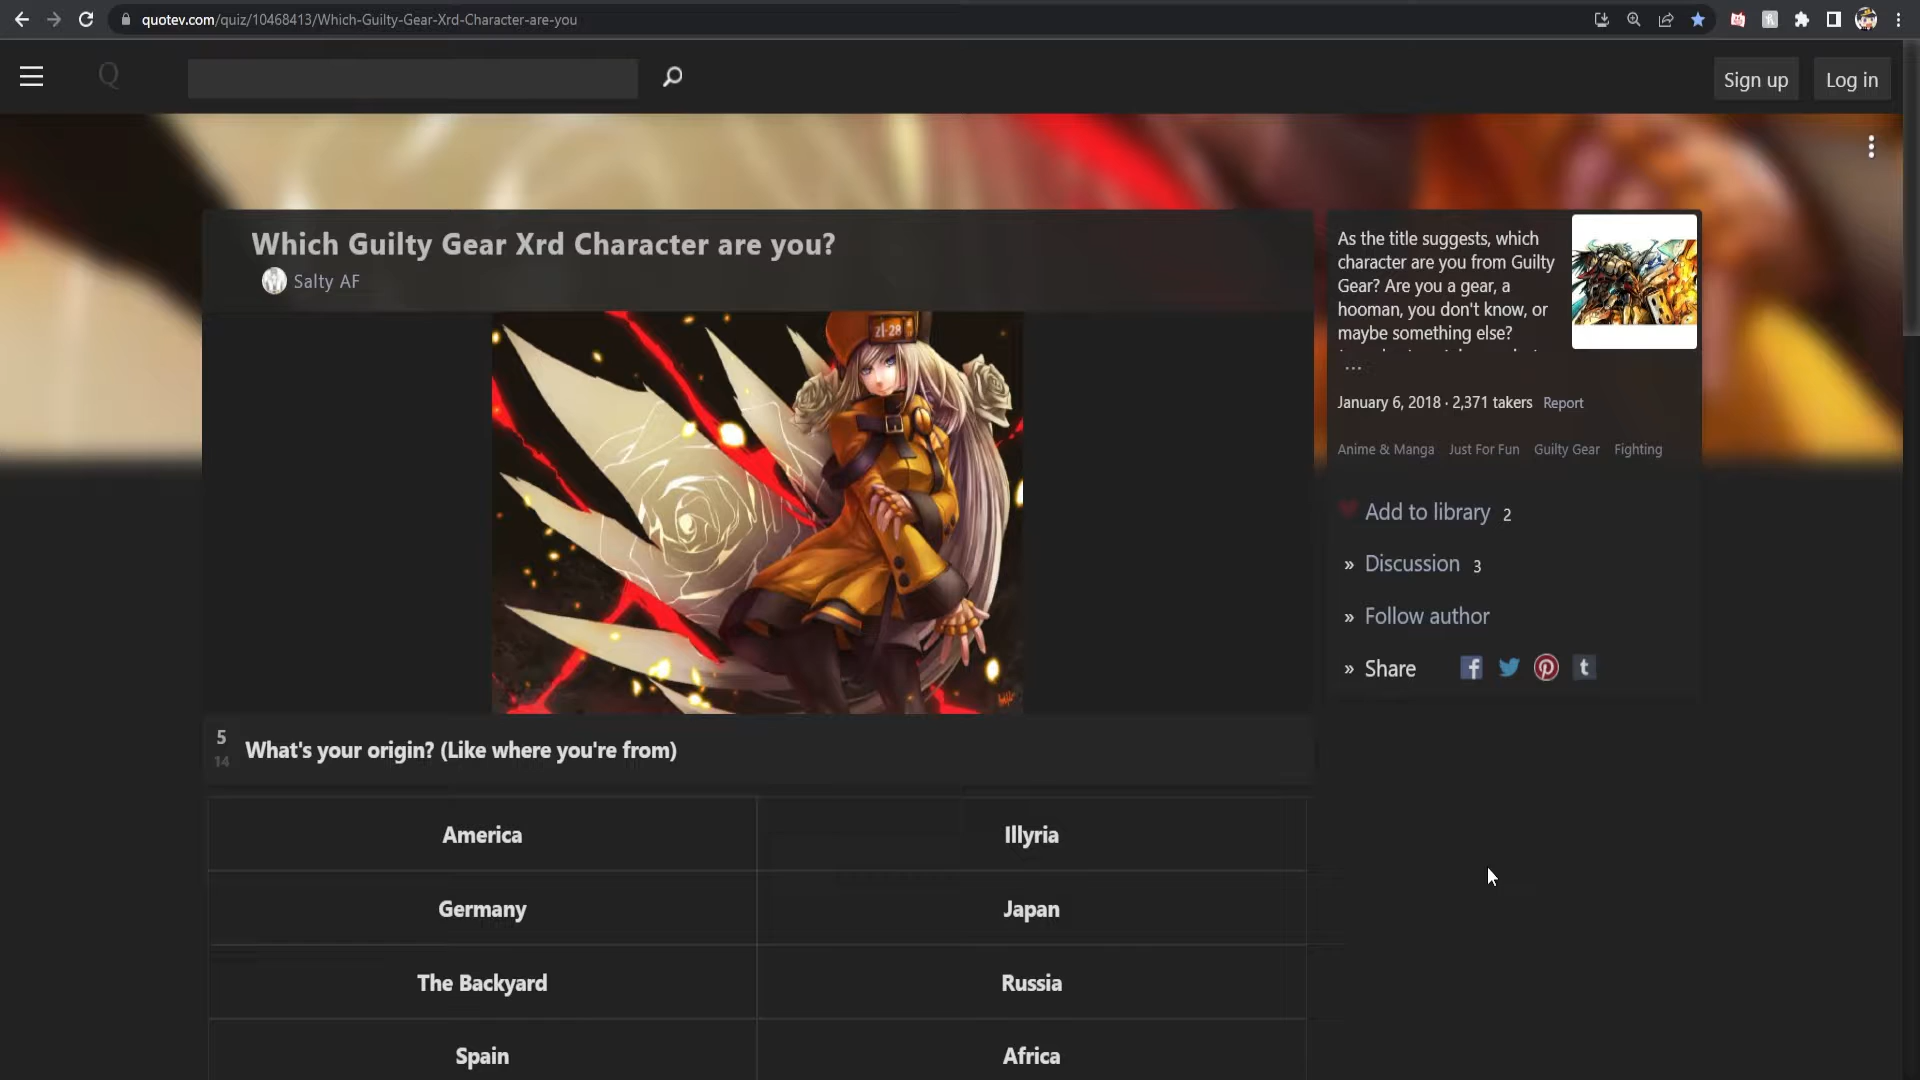 quotev.com/quiz/10468413/Which-Guilty-Gear-Xrd-Character-are-you
Q
Sign up
Log in
Which Guilty Gear Xrd Character are you?
Salty AF
21-28
As the title suggests, which
character are you from Guilty
Gear? Are you a gear, a
hooman, you don't know, or
maybe something else?
...
January 6, 2018 · 2,371 takers Report
Anime & Manga Just For Fun Guilty Gear Fighting
Add to library 2
» Discussion 3
» Follow author
» Share
5
14
What's your origin? (Like where you're from)
America
Illyria
Germany
Japan
The Backyard
Russia
Spain
Africa